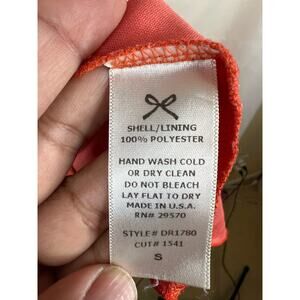 SHELL/LINING
100% POLYESTER
HAND WASH COLD
OR DRY CLEAN
DO NOT BLEACH
LAY FLAT TO DRY
MADE IN U.S.A.
RN# 29570
STYLE# DR1780
CUT# 1541
S